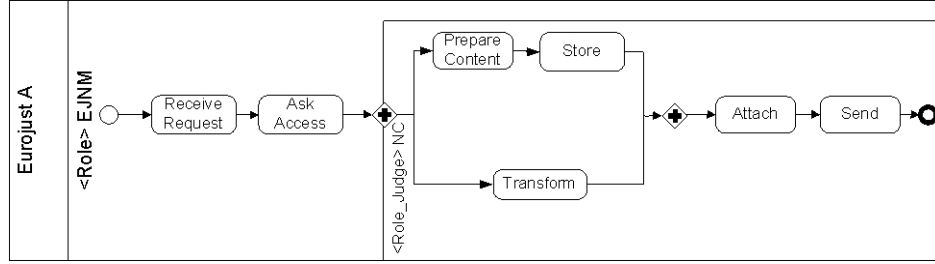 Eurojust A
<Role> EJNM
Receive
Request
Ask
Access
<Role_Judge> NC
Prepare
Content
Store
Transform
Attach
Send